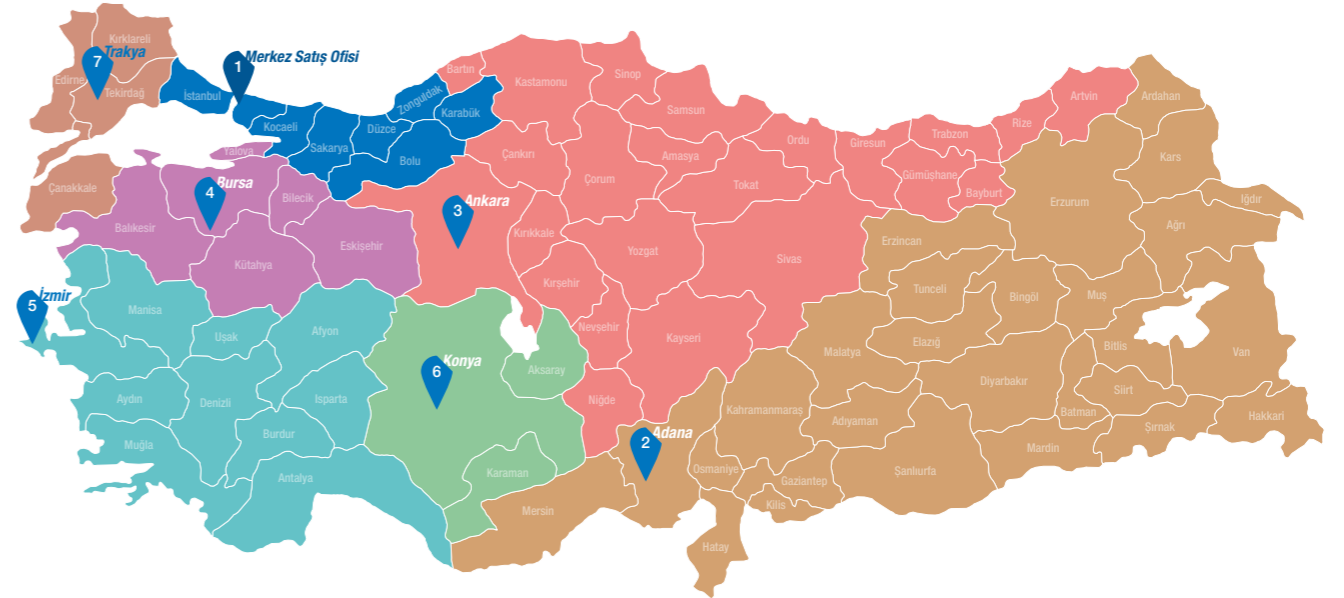 Kırklareli
7
Trakya
Edirne
Tekirdağ
1
Merkez Satış Ofisi
İstanbul
Kocaeli
Sakarya
Düzce
Zonguldak
Karabük
Bolu
Bartın
Kastamonu
Sinop
Samsun
Çankırı
Çorum
Amasya
Tokat
Ordu
Giresun
Trabzon
Gümüşhane
Bayburt
Rize
Artvin
Ardahan
Kars
Iğdır
Ağrı
Erzurum
Erzincan
Çanakkale
Yalova
4
Bursa
Bilecik
Balıkesir
Kütahya
Eskişehir
3
Ankara
Kırıkkale
Kırşehir
Yozgat
Sivas
Nevşehir
Kayseri
Niğde
5
İzmir
Manisa
Uşak
Afyon
Aydın
Denizli
Isparta
Burdur
Muğla
Antalya
6
Konya
Aksaray
Karaman
2
Adana
Mersin
Osmaniye
Hatay
Kahramanmaraş
Gaziantep
Kilis
Adıyaman
Malatya
Şanlıurfa
Elazığ
Tunceli
Bingöl
Muş
Diyarbakır
Bitlis
Siirt
Batman
Mardin
Şırnak
Van
Hakkari